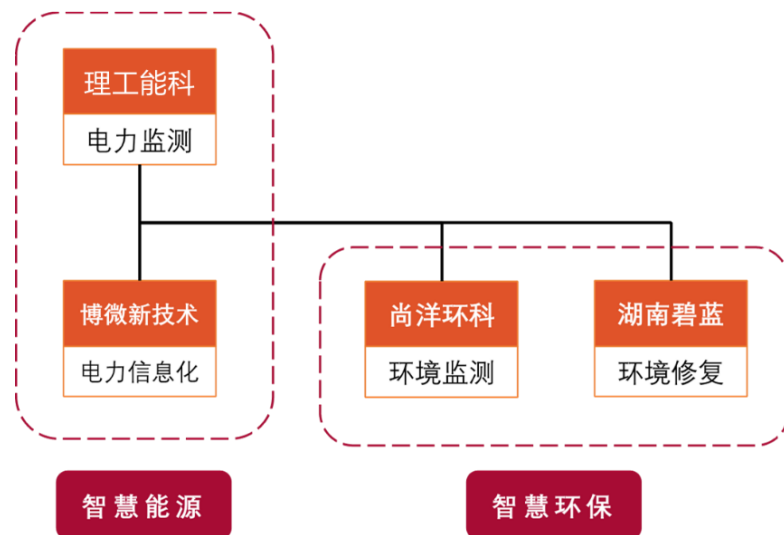 理工能科
电力监测
博微新技术
电力信息化
尚洋环科
环境监测
湖南碧蓝
环境修复
智慧能源
智慧环保